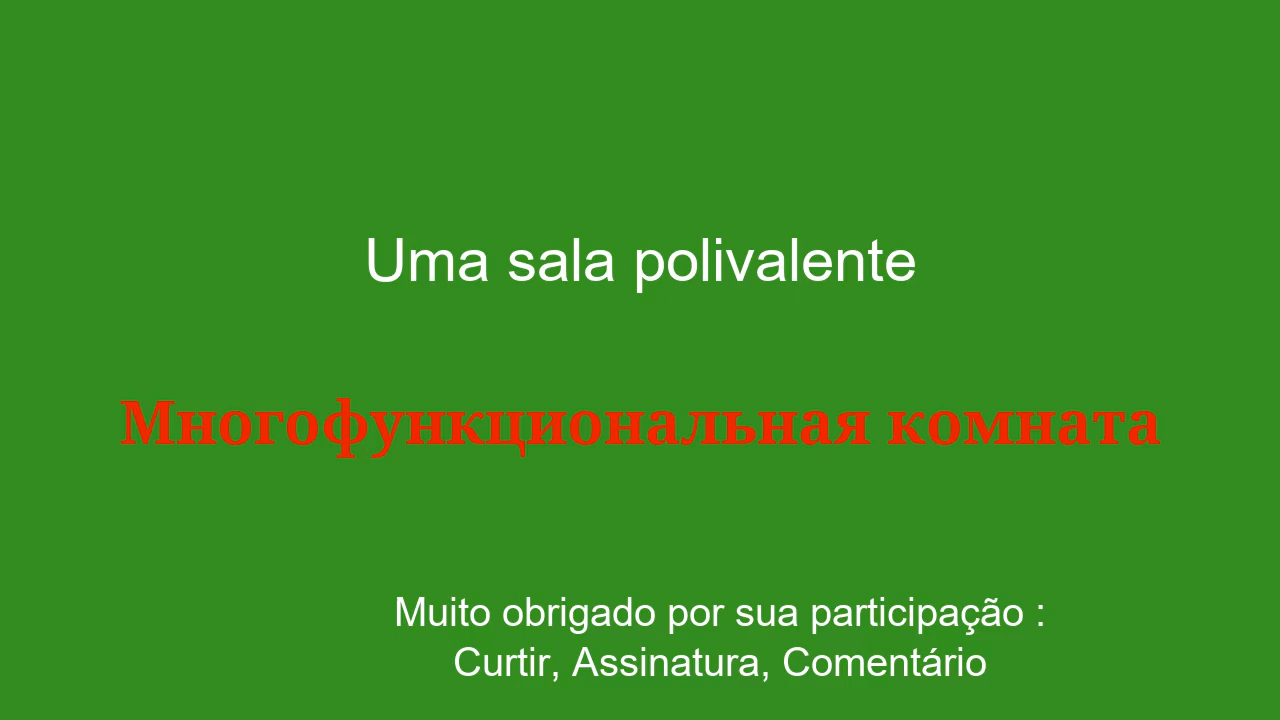 Uma sala polivalente
Многофункциональная комната
Muito obrigado por sua participação :
Curtir, Assinatura, Comentário